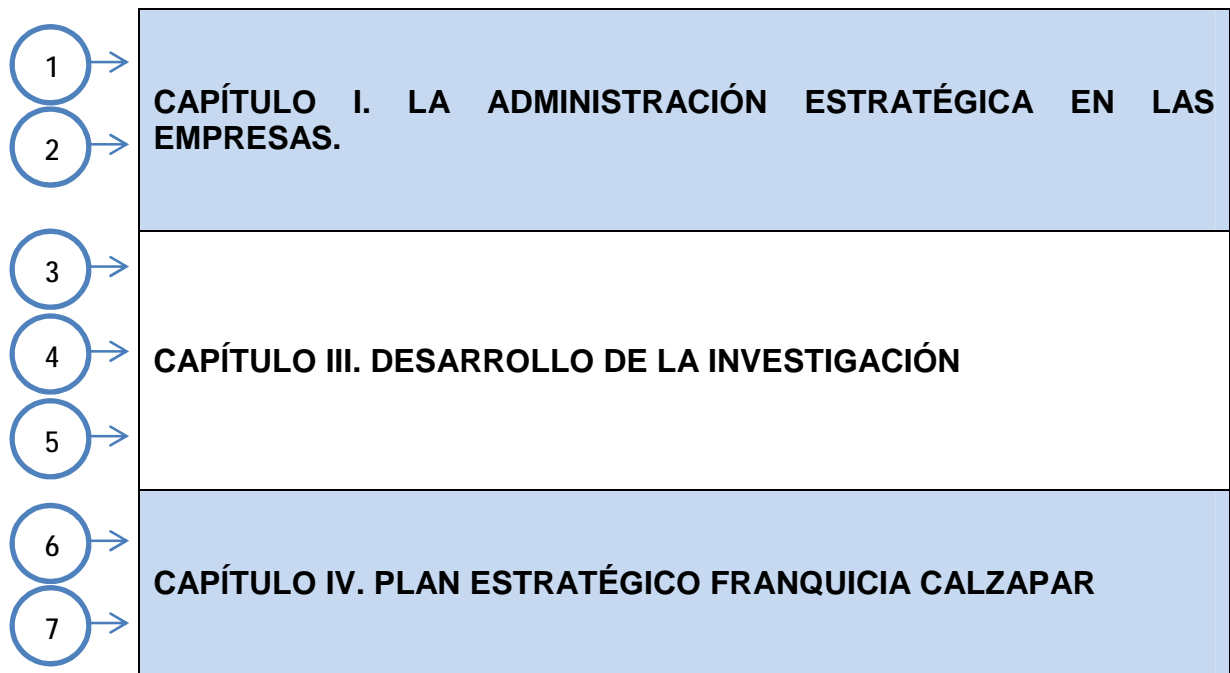 1
CAPÍTULO I. LA ADMINISTRACIÓN ESTRATÉGICA EN LAS
EMPRESAS.
2
3
4
CAPÍTULO III. DESARROLLO DE LA INVESTIGACIÓN
5
6
CAPÍTULO IV. PLAN ESTRATÉGICO FRANQUICIA CALZAPAR
7